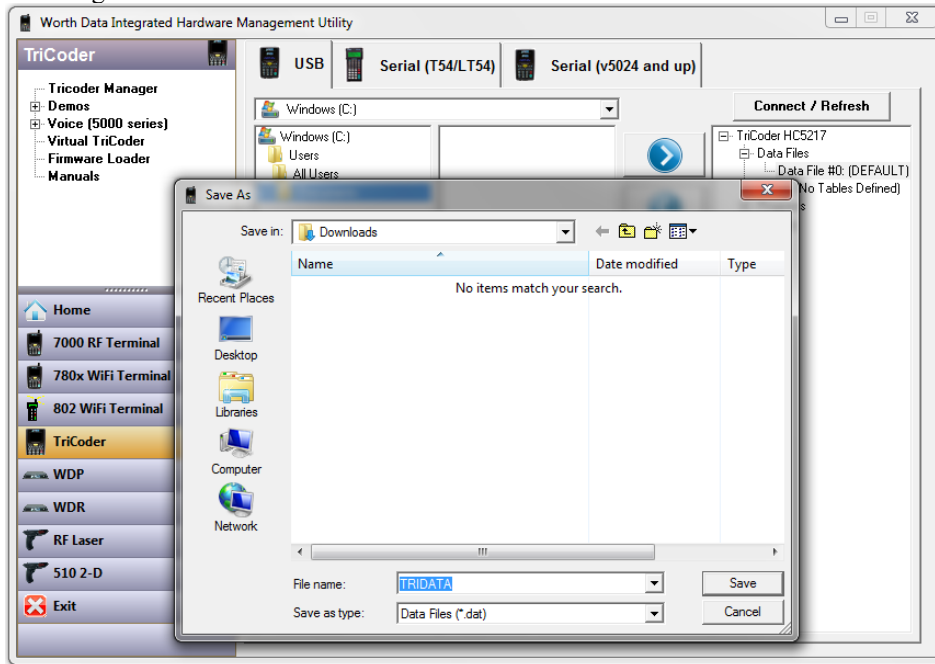 Worth Data Integrated Hardware Management Utility
TriCoder
Tricoder Manager
Demos
Voice (5000 series)
Virtual TriCoder
Firmware Loader
Manuals
USB
Serial (T54/LT54)
Serial (v5024 and up)
Windows (C:)
Connect / Refresh
Windows (C:)
Users
All Users
TriCoder HC5217
Data Files
Data File #0: (DEFAULT)
No Tables Defined)
Save As
Save in:
Downloads
Name
Date modified
Type
No items match your search.
Recent Places
Desktop
Libraries
Computer
Network
File name:
TRIDATA
Save
Save as type:
Data Files (*.dat)
Cancel
Home
7000 RF Terminal
780x WiFi Terminal
802 WiFi Terminal
TriCoder
WDP
WDR
RF Laser
510 2-D
Exit